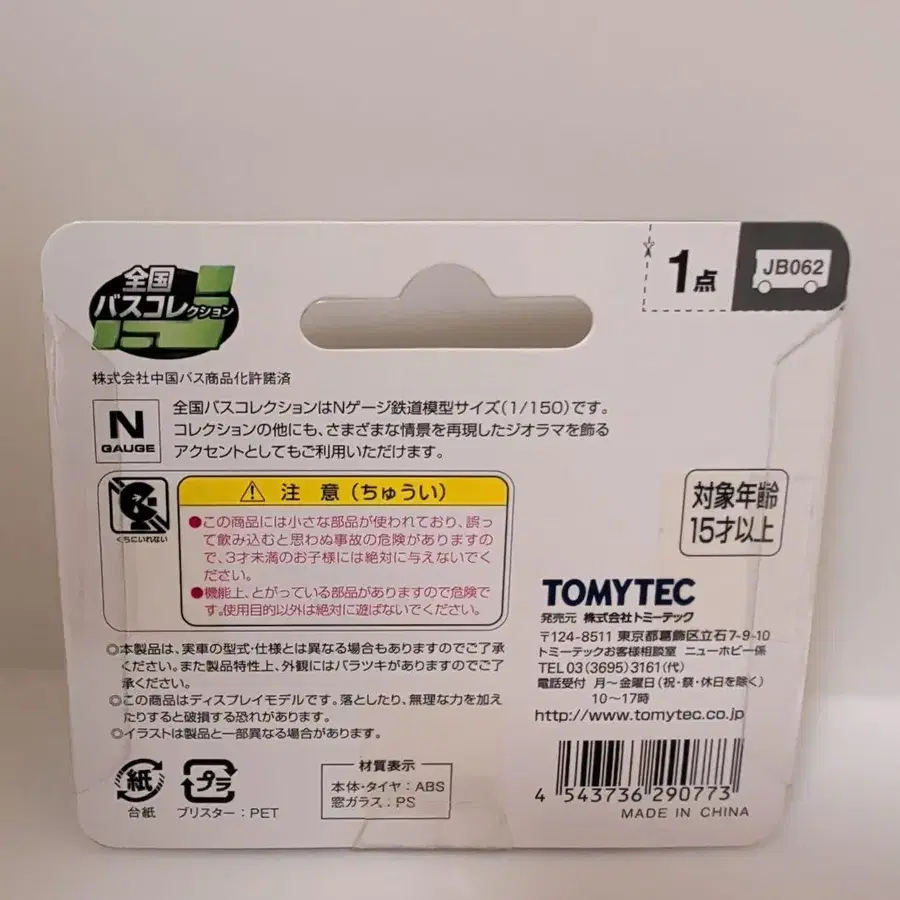 全国
バスコレクション
1点
JB062
株式会社中国バス商品化許諾済
N
GAUGE
全国バスコレクションはNゲージ鉄道模型サイズ(1/150)です。
コレクションの他にも、さまざまな情景を再現したジオラマを飾る
アクセントとしてもご利用いただけます。
くちにいれない
注 意(ちゅうい)
●この商品には小さな部品が使われており、誤っ
て飲み込むと思わぬ事故の危険がありますの
で、3才未満のお子様には絶対に与えないでく
ださい。
●機能上、とがっている部品がありますので危険で
す。使用目的以外は絶対に遊ばないでください。
対象年齢
15才以上
◎本製品は、実車の型式・仕様とは異なる場合もありますのでご了承
ください。また製品特性上、外観にはバラツキがありますのでご了
承ください。
◎この商品はディスプレイモデルです。落としたり、無理な力を加え
たりすると破損する恐れがあります。
◎イラストは製品と一部異なる場合があります。
TOMYTEC
発売元 株式会社トミーテック
〒124-8511 東京都葛飾区立石7-9-10
トミーテックお客様相談室 ニューホビー係
TEL 03(3695)3161(代)
電話受付 月〜金曜日(祝・祭・休日を除く)
10〜17時
http://www.tomytec.co.jp
紙
台紙
プラ
ブリスター:PET
材質表示
本体・タイヤ:ABS
窓ガラス:PS
4 543736 290773
MADE IN CHINA